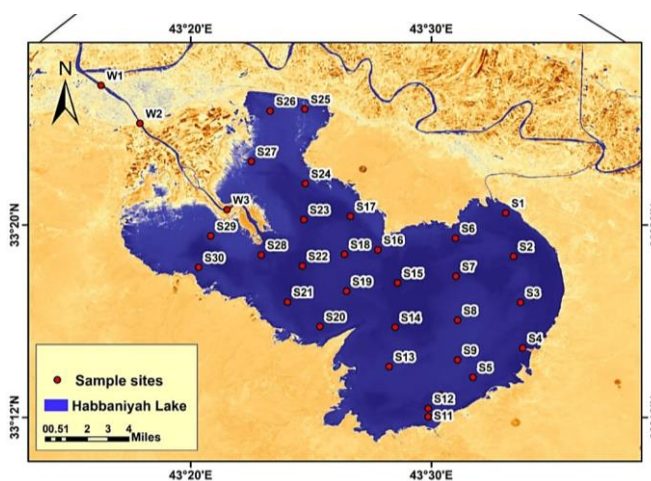 43°20'E 43°30'E
N
W1
W2
S26 S25
S27
S24
W3
S23 S17
S1
S29
S6
S28
S18 S16
S2
S30
S22
S7
S15
S19
S21
S3
S20
S14
S8
S4
S13
S9
S5
S12
S11
33°20'N
33°12'N
Sample sites
Habbaniyah Lake
00.51 2 3 4
Miles
43°20'E 43°30'E